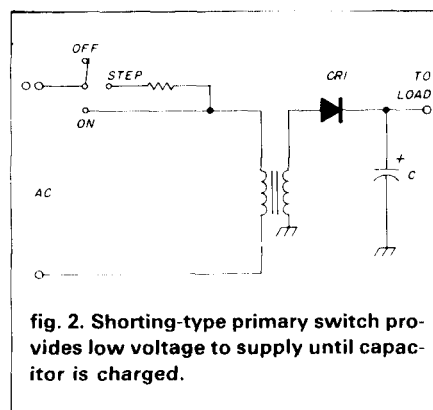 OFF
STEP
ON
CR1
TO
LOAD
+
C
AC
fig. 2. Shorting-type primary switch pro-
vides low voltage to supply until capac-
itor is charged.